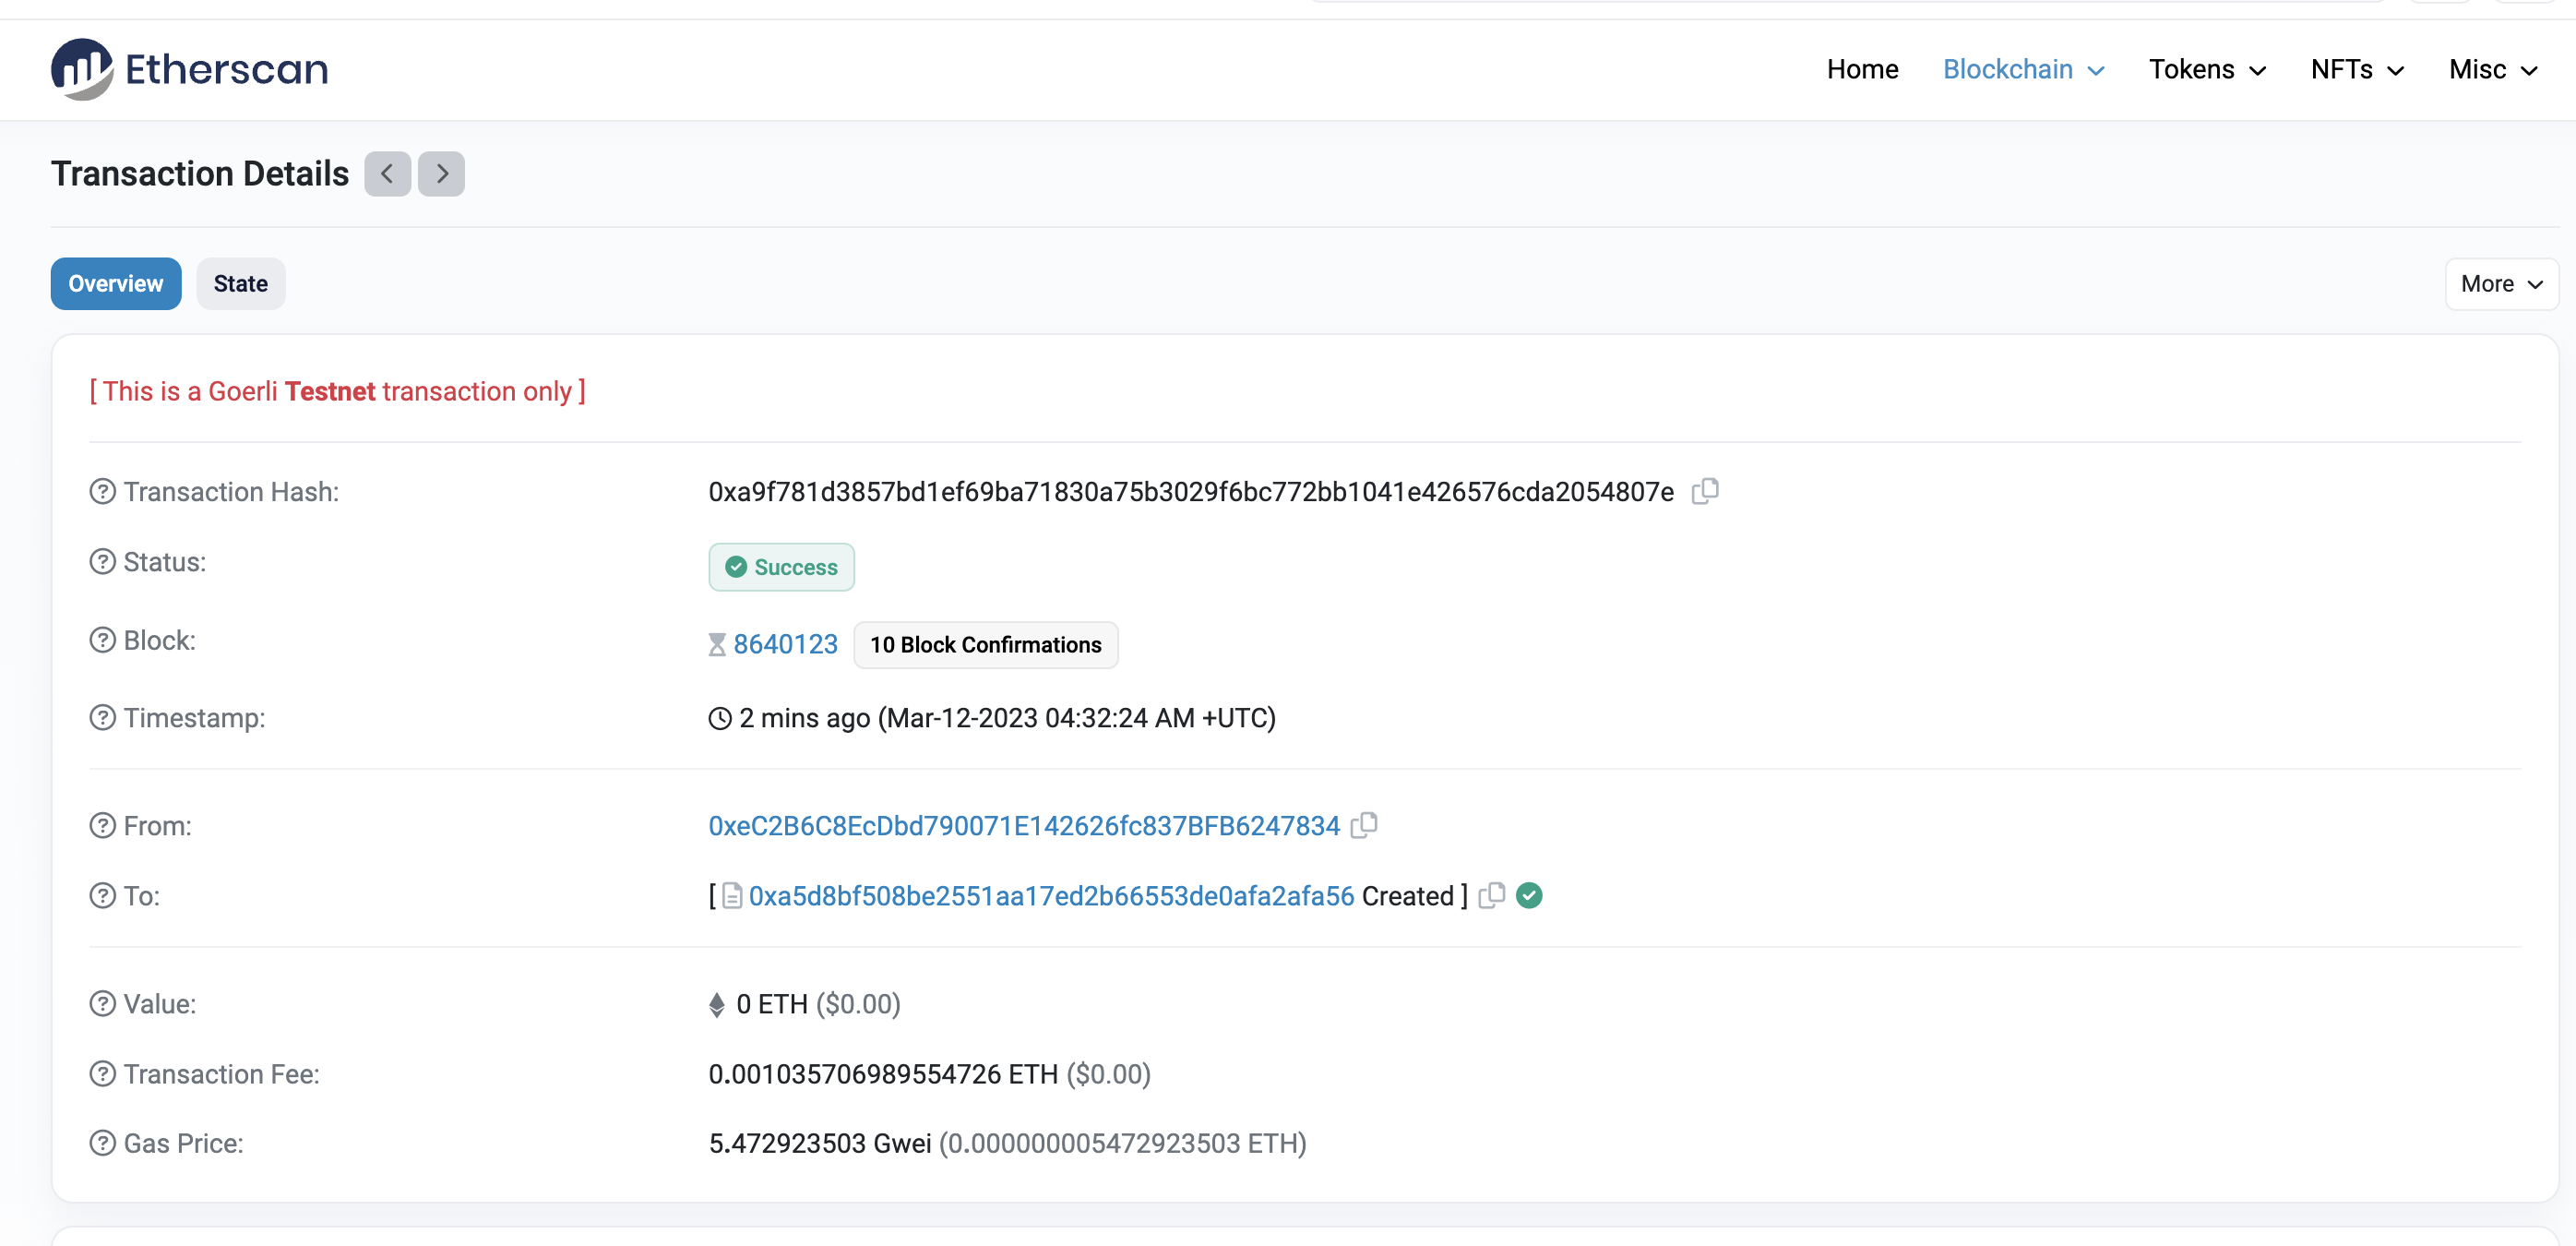 Etherscan
Home Blockchain Tokens NFTs Misc
Transaction Details
Overview State More
[ This is a Goerli Testnet transaction only ]
Transaction Hash: 0xa9f781d3857bd1ef69ba71830a75b3029f6bc772bb1041e426576cda2054807e
Status: Success
Block: 8640123 10 Block Confirmations
Timestamp: 2 mins ago (Mar-12-2023 04:32:24 AM +UTC)
From: 0xeC2B6C8EcDbd790071E142626fc837BFB6247834
To: [ 0xa5d8bf508be2551aa17ed2b66553de0afa2afa56 Created ]
Value: 0 ETH ($0.00)
Transaction Fee: 0.001035706989554726 ETH ($0.00)
Gas Price: 5.472923503 Gwei (0.000000005472923503 ETH)